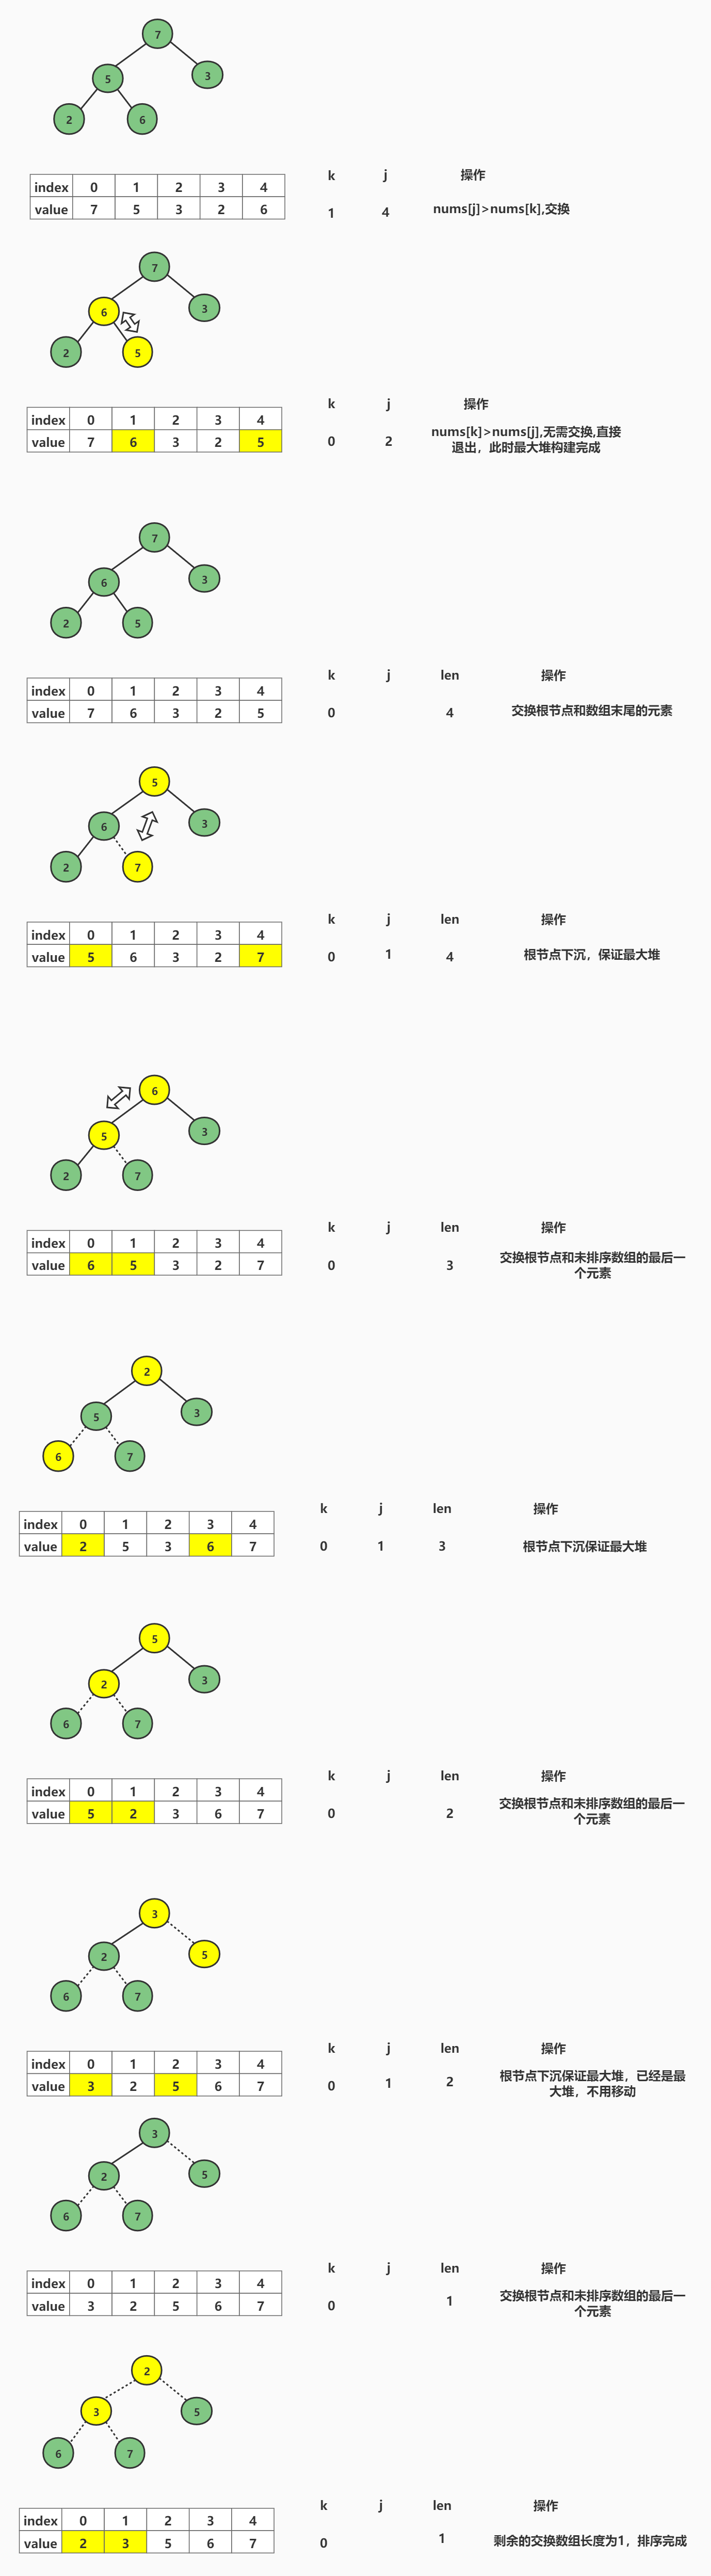 7
5
3
2
6
k j 操作
index 0 1 2 3 4
value 7 5 3 2 6
1 4 nums[j]>nums[k],交换
7
6
3
2
5
k j 操作
index 0 1 2 3 4
value 7 6 3 2 5
0 2 nums[k]>nums[j],无需交换,直接
退出，此时最大堆构建完成
7
6
3
2
5
k j len 操作
index 0 1 2 3 4
value 7 6 3 2 5
0 4 交换根节点和数组末尾的元素
5
6
3
2
7
k j len 操作
index 0 1 2 3 4
value 5 6 3 2 7
0 1 4 根节点下沉，保证最大堆
6
5
3
2
7
k j len 操作
index 0 1 2 3 4
value 6 5 3 2 7
0 3 交换根节点和未排序数组的最后一
个元素
2
5
3
6
7
k j len 操作
index 0 1 2 3 4
value 2 5 3 6 7
0 1 3 根节点下沉保证最大堆
5
2
3
6
7
k j len 操作
index 0 1 2 3 4
value 5 2 3 6 7
0 2 交换根节点和未排序数组的最后一
个元素
3
2
5
6
7
k j len 操作
index 0 1 2 3 4
value 3 2 5 6 7
0 1 2 根节点下沉保证最大堆，已经是最
大堆，不用移动
3
2
5
6
7
k j len 操作
index 0 1 2 3 4
value 3 2 5 6 7
0 1 交换根节点和未排序数组的最后一
个元素
2
3
5
6
7
k j len 操作
index 0 1 2 3 4
value 2 3 5 6 7
0 1 剩余的交换数组长度为1，排序完成